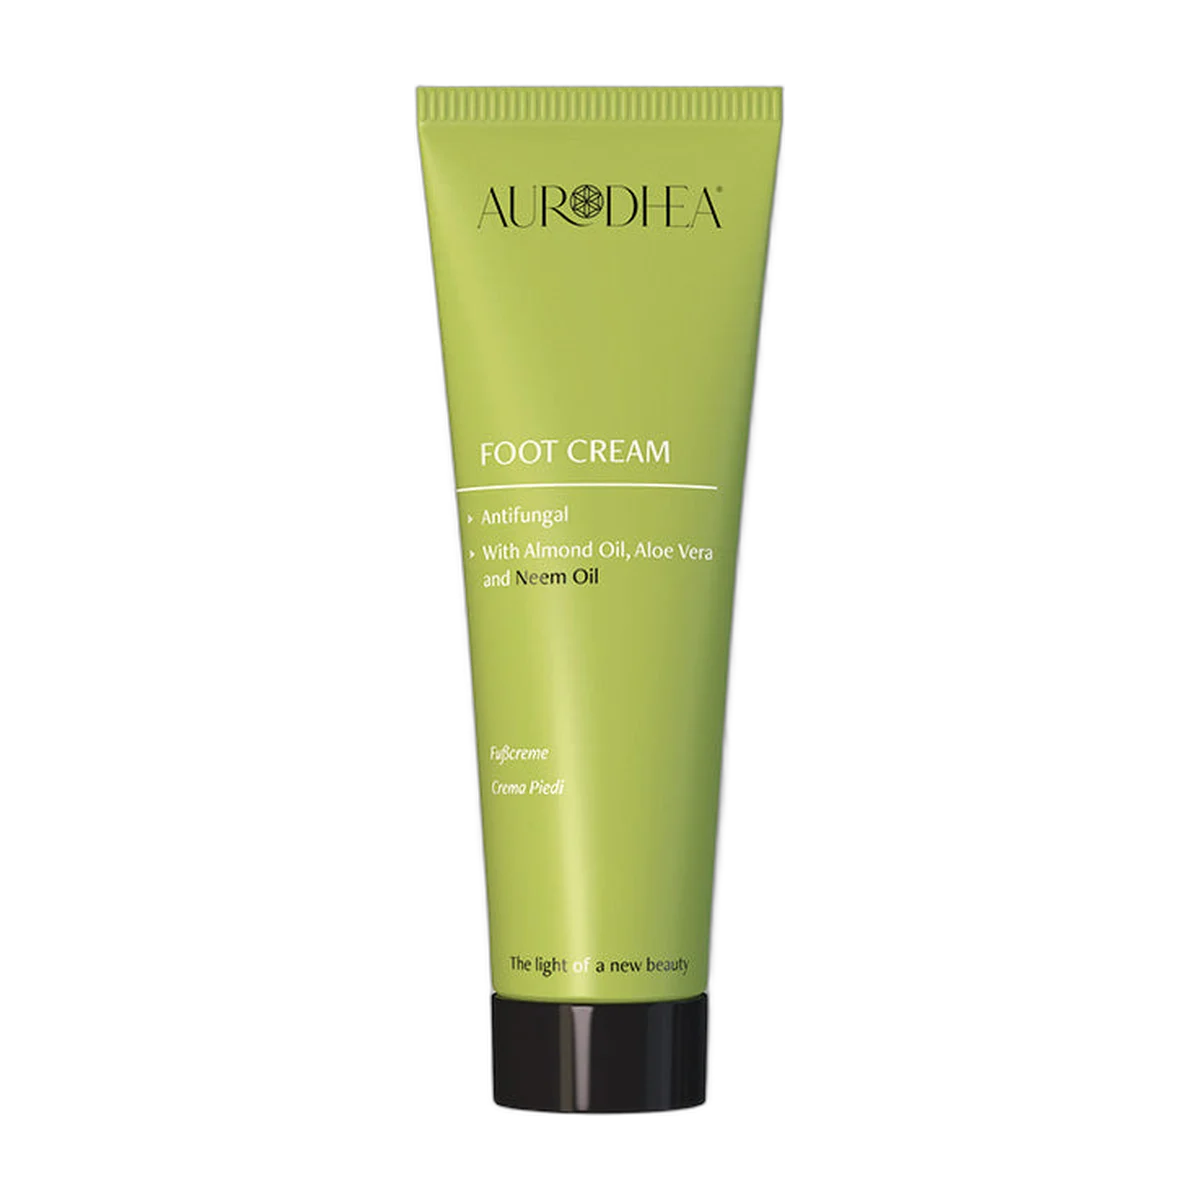 AURODHEA®
FOOT CREAM
Antifungal
With Almond Oil, Aloe Vera
and Neem Oil
Fußcreme
Crema Piedi
The light of a new beauty